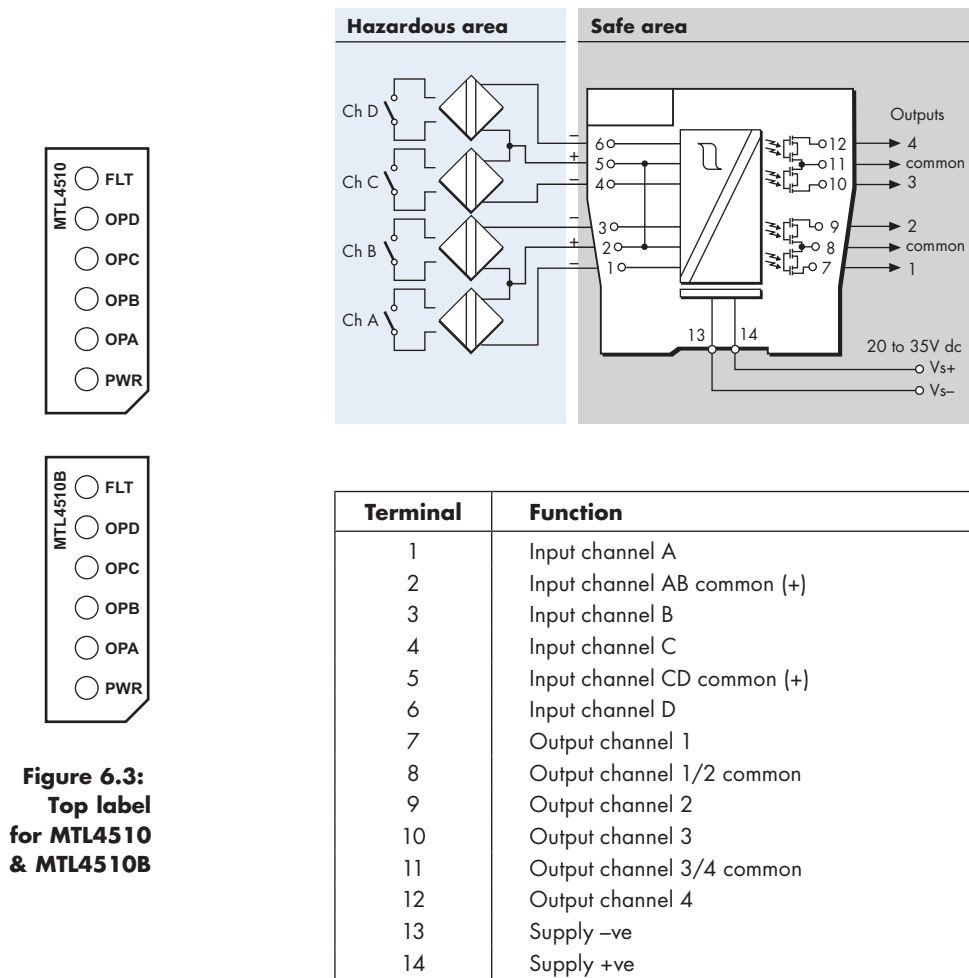 Hazardous area
Safe area
Ch D
Ch C
Ch B
Ch A
–
+
–
–
+
–
6
5
4
3
2
1
12
11
10
9
8
7
13
14
Outputs
4
common
3
2
common
1
20 to 35V dc
Vs+
Vs–
MTL4510
FLT
OPD
OPC
OPB
OPA
PWR
MTL4510B
FLT
OPD
OPC
OPB
OPA
PWR
Figure 6.3:
Top label
for MTL4510
& MTL4510B
Terminal Function
1 Input channel A
2 Input channel AB common (+)
3 Input channel B
4 Input channel C
5 Input channel CD common (+)
6 Input channel D
7 Output channel 1
8 Output channel 1/2 common
9 Output channel 2
10 Output channel 3
11 Output channel 3/4 common
12 Output channel 4
13 Supply –ve
14 Supply +ve